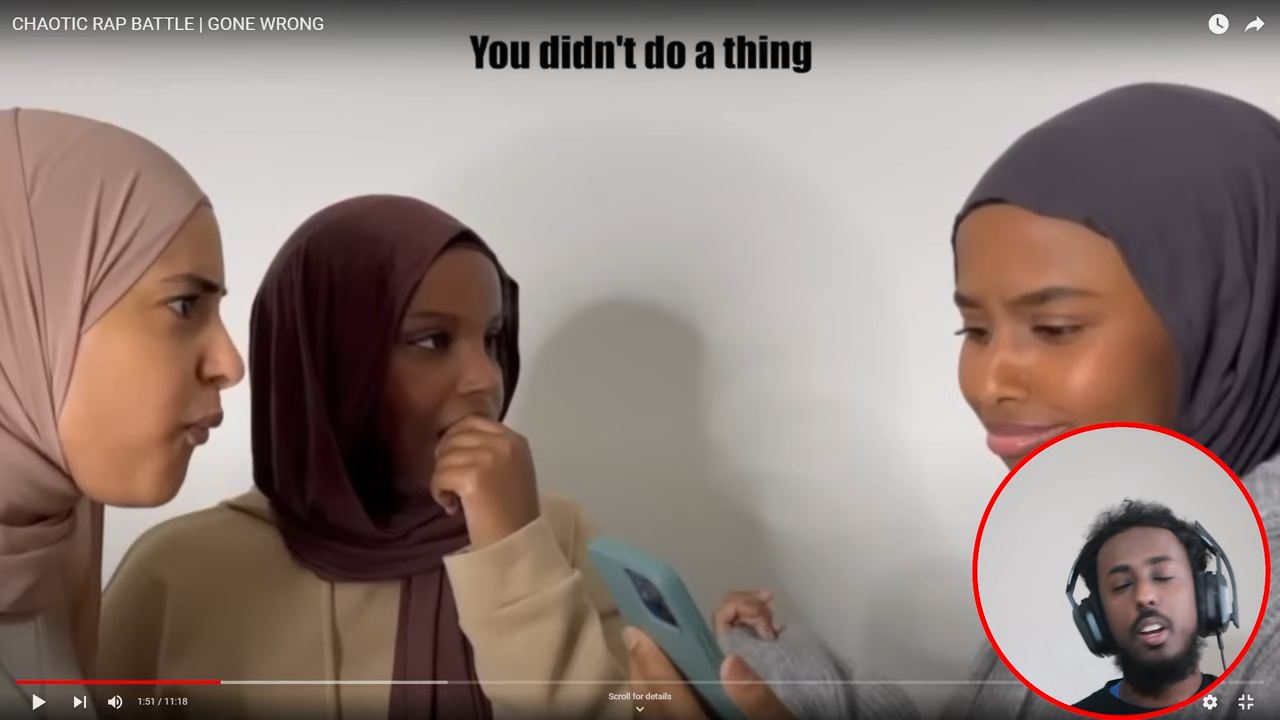 CHAOTIC RAP BATTLE | GONE WRONG
You didn't do a thing
Scroll for details
1:51 / 11:18